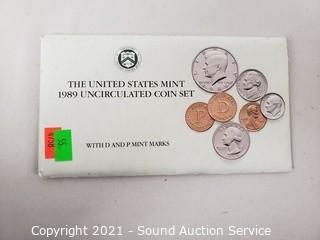 THE UNITED STATES MINT
1989 UNCIRCULATED COIN SET
WITH D AND P MINT MARKS
P
D
Copyright 2021 - Sound Auction Service